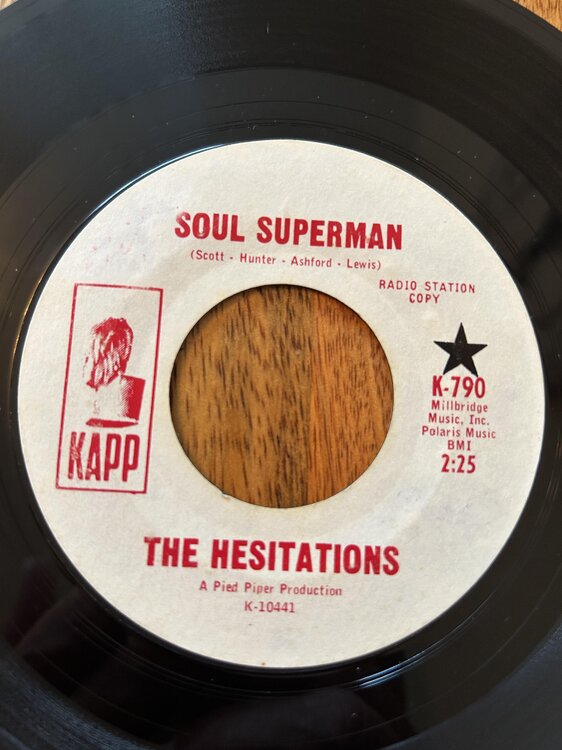 SOUL SUPERMAN
(Scott - Hunter - Ashford - Lewis)
RADIO STATION
COPY
K-790
Millbridge
Music, Inc.
Polaris Music
BMI
2:25
KAPP
THE HESITATIONS
A Pied Piper Production
K-10441